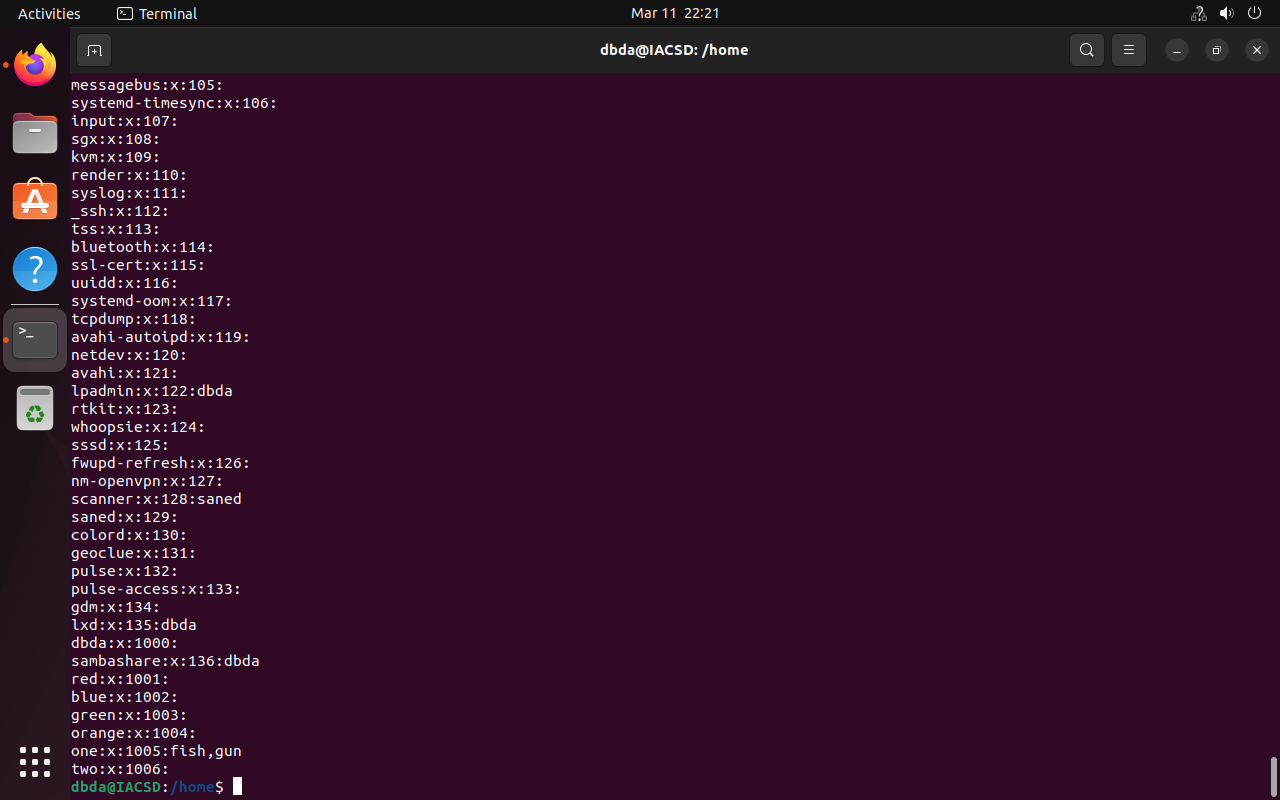 Activities
Terminal
Mar 11 22:21
dbda@IACSD: /home
messagebus:x:105:
systemd-timesync:x:106:
input:x:107:
sgx:x:108:
kvm:x:109:
render:x:110:
syslog:x:111:
_ssh:x:112:
tss:x:113:
bluetooth:x:114:
ssl-cert:x:115:
uuidd:x:116:
systemd-oom:x:117:
tcpdump:x:118:
avahi-autoipd:x:119:
netdev:x:120:
avahi:x:121:
lpadmin:x:122:dbda
rtkit:x:123:
whoopsie:x:124:
sssd:x:125:
fwupd-refresh:x:126:
nm-openvpn:x:127:
scanner:x:128:saned
saned:x:129:
colord:x:130:
geoclue:x:131:
pulse:x:132:
pulse-access:x:133:
gdm:x:134:
lxd:x:135:dbda
dbda:x:1000:
sambashare:x:136:dbda
red:x:1001:
blue:x:1002:
green:x:1003:
orange:x:1004:
one:x:1005:fish,gun
two:x:1006:
dbda@IACSD:/home$